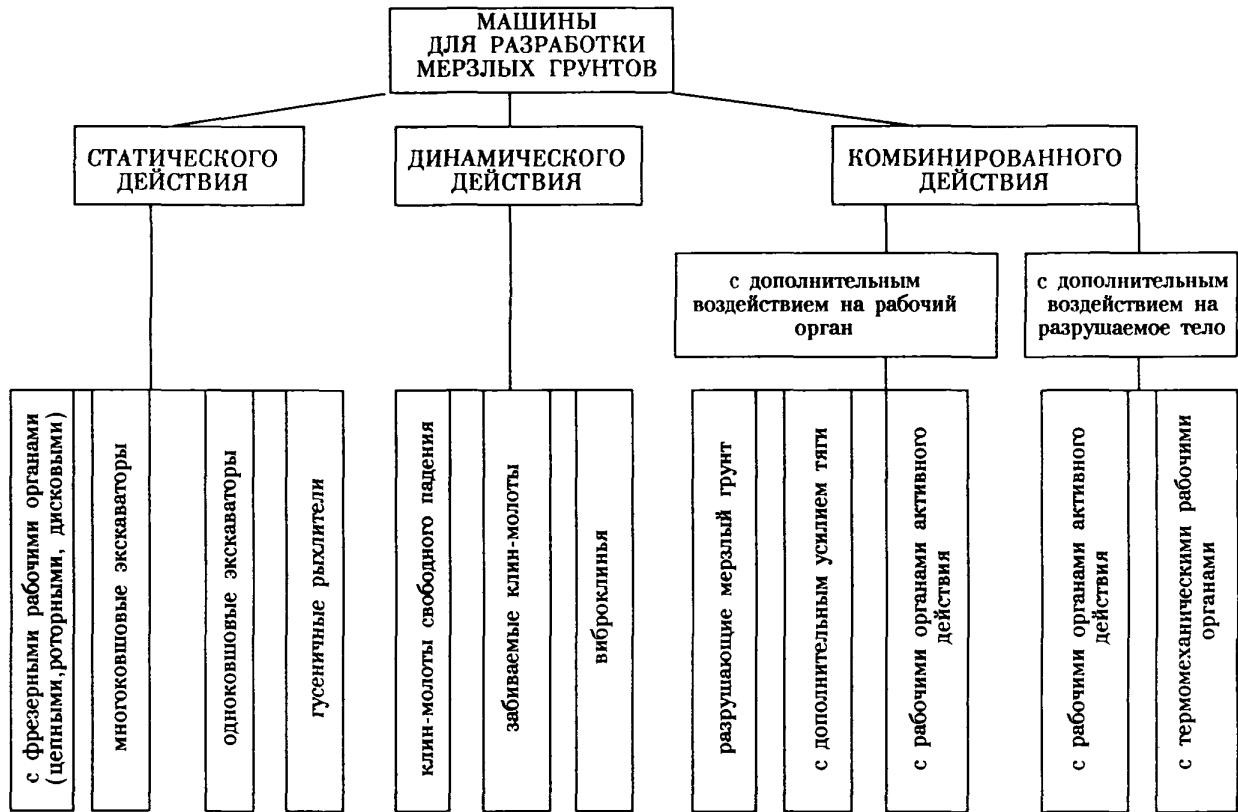 МАШИНЫ
ДЛЯ РАЗРАБОТКИ
МЕРЗЛЫХ ГРУНТОВ
СТАТИЧЕСКОГО
ДЕЙСТВИЯ
ДИНАМИЧЕСКОГО
ДЕЙСТВИЯ
КОМБИНИРОВАННОГО
ДЕЙСТВИЯ
с дополнительным
воздействием на рабочий
орган
с дополнительным
воздействием на
разрушаемое тело
с фрезерными рабочими органами
(цепными,роторными, дисковыми)
многоковшовые экскаваторы
одноковшовые экскаваторы
гусеничные рыхлители
клин-молоты свободного падения
забиваемые клин-молоты
виброклинья
разрушающие мерзлый грунт
с дополнительным усилием тяги
с рабочими органами активного
действия
с рабочими органами активного
действия
с термомеханическими рабочими
органами